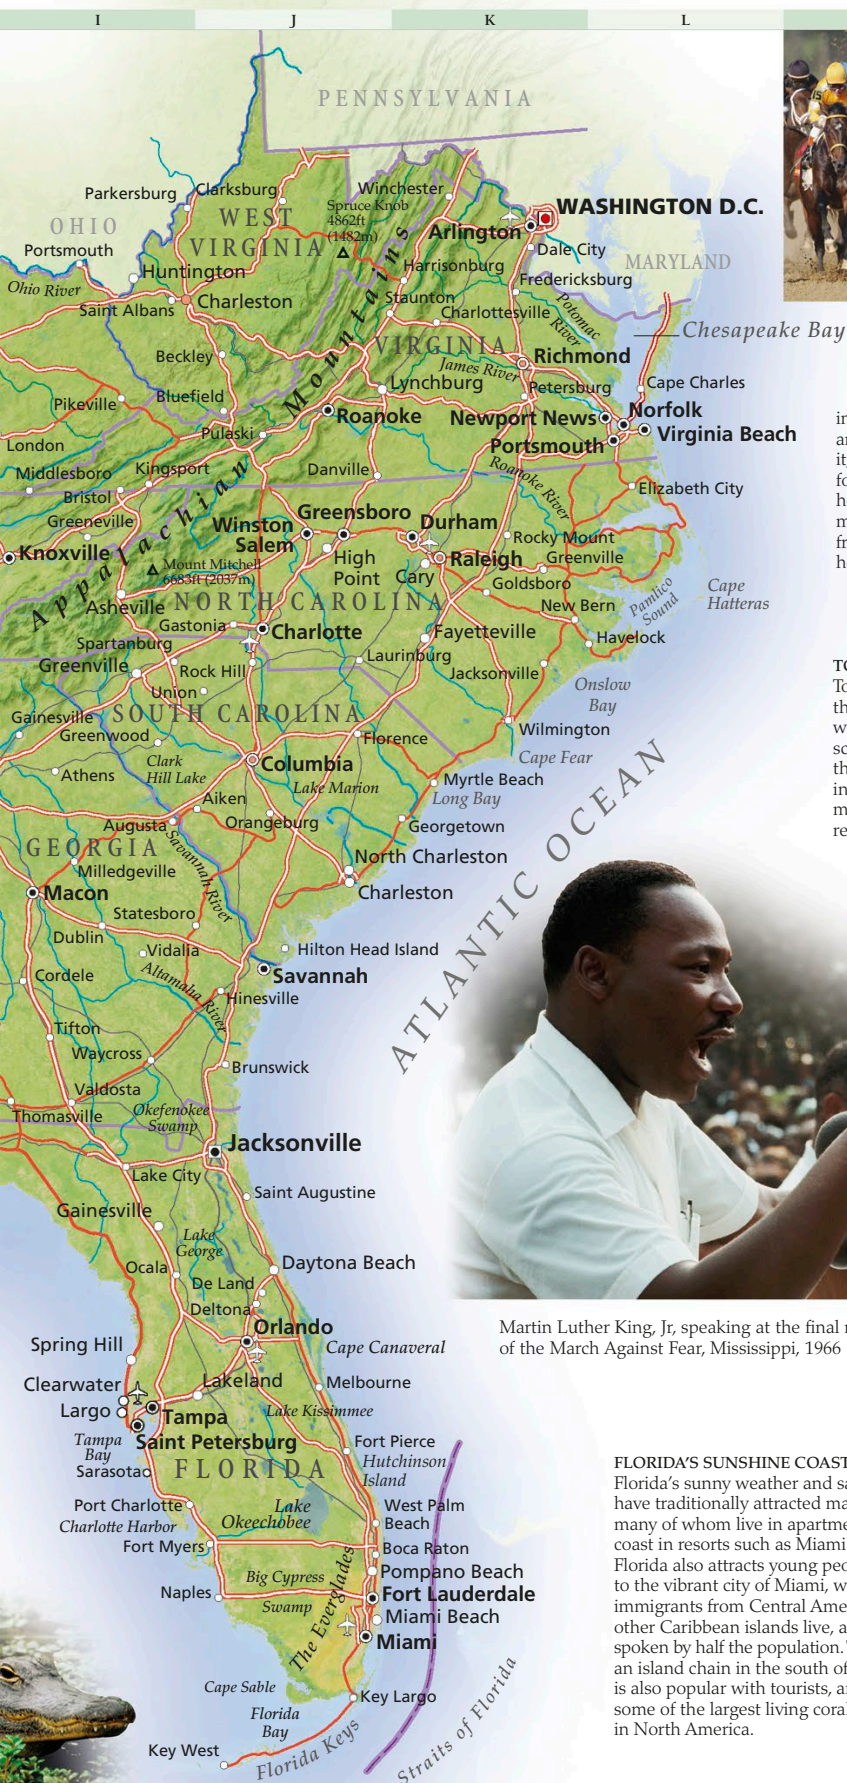 I
J
K
L
PENNSYLVANIA
Parkersburg
Clarksburg
Winchester
Spruce Knob
4862ft
(1482m)
WASHINGTON D.C.
OHIO
WEST
VIRGINIA
Arlington
Portsmouth
Dale City
MARYLAND
Huntington
Harrisonburg
Fredericksburg
Ohio River
Saint Albans
Charleston
Staunton
Charlottesville
Potomac
River
Chesapeake Bay
VIRGINIA
Beckley
Richmond
James River
Pikeville
Bluefield
Lynchburg
Petersburg
Cape Charles
Roanoke
Newport News
Norfolk
Pulaski
Portsmouth
Virginia Beach
London
Middlesboro
Kingsport
Danville
Roanoke River
Bristol
Elizabeth City
Greeneville
Greensboro
Winston
Salem
Durham
Rocky Mount
Knoxville
High
Point
Raleigh
Cary
Greenville
Mount Mitchell
6683ft (2037m)
Goldsboro
Appalachian Mountains
Asheville
NORTH CAROLINA
New Bern
Pamlico
Sound
Cape
Hatteras
Gastonia
Charlotte
Fayetteville
Havelock
Spartanburg
Greenville
Rock Hill
Laurinburg
Jacksonville
Union
Onslow
Bay
Gainesville
SOUTH CAROLINA
Greenwood
Florence
Wilmington
Cape Fear
Athens
Clark
Hill Lake
Columbia
Lake Marion
Myrtle Beach
Long Bay
Aiken
Augusta
Orangeburg
Georgetown
GEORGIA
Savannah River
North Charleston
Milledgeville
Macon
Charleston
Statesboro
Dublin
Vidalia
Hilton Head Island
Cordele
Altamaha River
Savannah
Hinesville
ATLANTIC OCEAN
Tifton
Waycross
Brunswick
Valdosta
Thomasville
Okefenokee
Swamp
Jacksonville
Lake City
Saint Augustine
Gainesville
Lake
George
Ocala
Daytona Beach
De Land
Deltona
Orlando
Spring Hill
Cape Canaveral
Clearwater
Lakeland
Melbourne
Largo
Tampa
Lake Kissimmee
Saint Petersburg
Tampa
Bay
Fort Pierce
Sarasota
FLORIDA
Hutchinson
Island
Port Charlotte
Lake
Okeechobee
West Palm
Beach
Charlotte Harbor
Fort Myers
Boca Raton
Big Cypress
Swamp
Pompano Beach
Naples
Fort Lauderdale
The Everglades
Miami Beach
Miami
Cape Sable
Key Largo
Florida
Bay
Key West
Florida Keys
Straits of Florida
in
ar
it
fo
h
m
fr
h
TO
To
th
w
sc
th
in
m
re
Martin Luther King, Jr, speaking at the final
of the March Against Fear, Mississippi, 1966
FLORIDA'S SUNSHINE COAST
Florida's sunny weather and sa
have traditionally attracted ma
many of whom live in apartme
coast in resorts such as Miami
Florida also attracts young peo
to the vibrant city of Miami, w
immigrants from Central Ame
other Caribbean islands live, a
spoken by half the population.
an island chain in the south of
is also popular with tourists, a
some of the largest living coral
in North America.